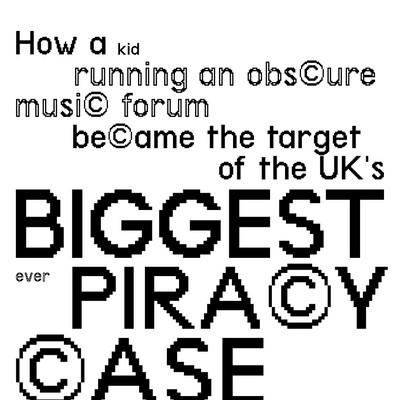 How a kid
running an obs©ure
musi© forum
be©ame the target
of the UK's
BIGGEST
ever PIRA©Y
©ASE